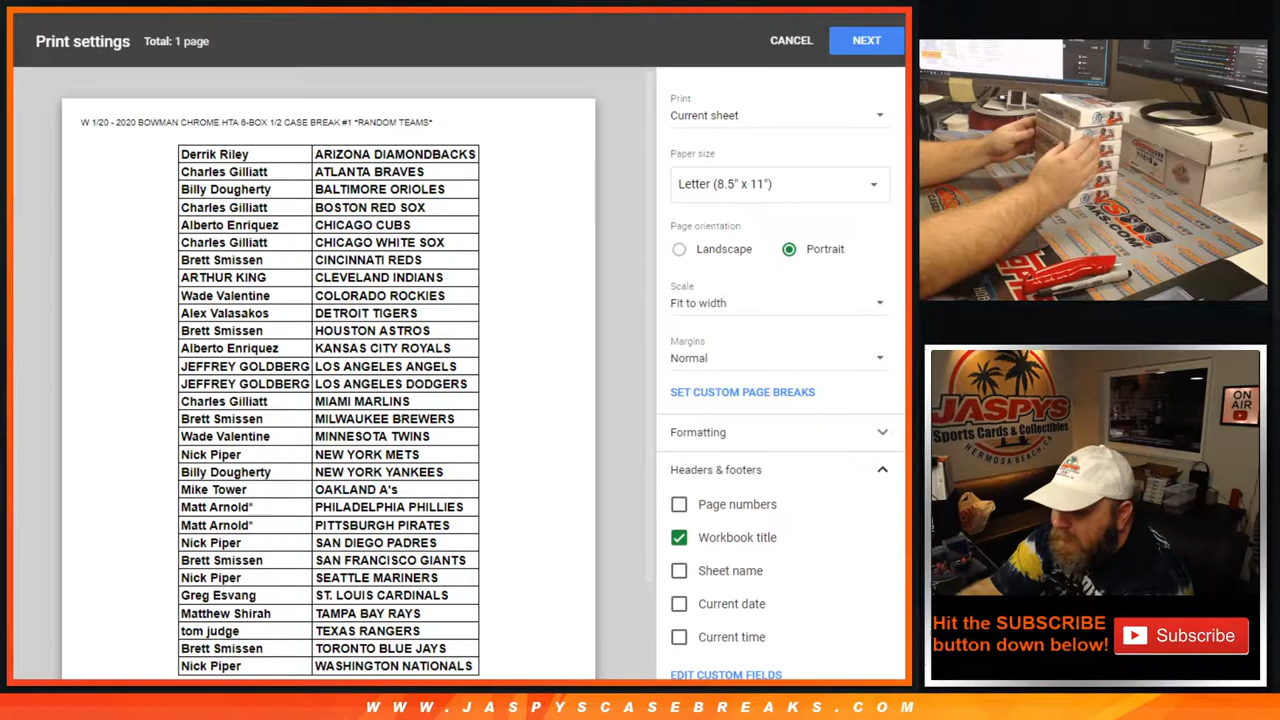 Print settings Total: 1 page CANCEL NEXT
W 1/20 - 2020 BOWMAN CHROME HTA 6-BOX 1/2 CASE BREAK #1 *RANDOM TEAMS*
Derrik Riley ARIZONA DIAMONDBACKS
Charles Gilliatt ATLANTA BRAVES
Billy Dougherty BALTIMORE ORIOLES
Charles Gilliatt BOSTON RED SOX
Alberto Enriquez CHICAGO CUBS
Charles Gilliatt CHICAGO WHITE SOX
Brett Smissen CINCINNATI REDS
ARTHUR KING CLEVELAND INDIANS
Wade Valentine COLORADO ROCKIES
Alex Valasakos DETROIT TIGERS
Brett Smissen HOUSTON ASTROS
Alberto Enriquez KANSAS CITY ROYALS
JEFFREY GOLDBERG LOS ANGELES ANGELS
JEFFREY GOLDBERG LOS ANGELES DODGERS
Charles Gilliatt MIAMI MARLINS
Brett Smissen MILWAUKEE BREWERS
Wade Valentine MINNESOTA TWINS
Nick Piper NEW YORK METS
Billy Dougherty NEW YORK YANKEES
Mike Tower OAKLAND A's
Matt Arnold* PHILADELPHIA PHILLIES
Matt Arnold* PITTSBURGH PIRATES
Nick Piper SAN DIEGO PADRES
Brett Smissen SAN FRANCISCO GIANTS
Nick Piper SEATTLE MARINERS
Greg Esvang ST. LOUIS CARDINALS
Matthew Shirah TAMPA BAY RAYS
tom judge TEXAS RANGERS
Brett Smissen TORONTO BLUE JAYS
Nick Piper WASHINGTON NATIONALS
Print
Current sheet
Paper size
Letter (8.5" x 11")
Page orientation
Landscape Portrait
Scale
Fit to width
Margins
Normal
SET CUSTOM PAGE BREAKS
Formatting
Headers & footers
Page numbers
Workbook title
Sheet name
Current date
Current time
EDIT CUSTOM FIELDS
JASPYS
Sports Cards & Collectibles
HERMOSA BEACH, CA
ON
AIR
Hit the SUBSCRIBE
button down below!
Subscribe
WWW.JASPYSCASEBREAKS.COM